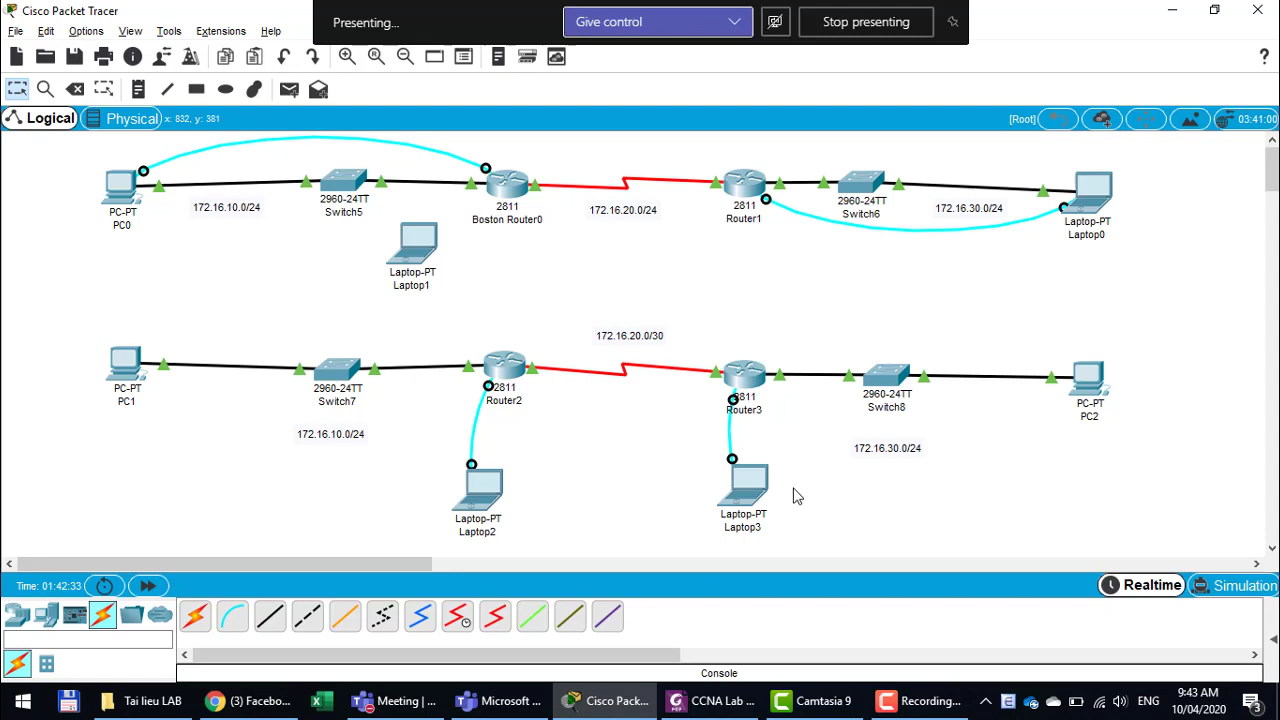 Cisco Packet Tracer
Presenting...
Give control
Stop presenting
File Edit Options View Tools Extensions Help
Logical
Physical
x: 832, y: 381
[Root]
03:41:00
PC-PT
PC0
172.16.10.0/24
2960-24TT
Switch5
2811
Boston Router0
172.16.20.0/24
2811
Router1
2960-24TT
Switch6
172.16.30.0/24
Laptop-PT
Laptop0
Laptop-PT
Laptop1
172.16.20.0/30
PC-PT
PC1
2960-24TT
Switch7
2811
Router2
2811
Router3
2960-24TT
Switch8
PC-PT
PC2
172.16.10.0/24
172.16.30.0/24
Laptop-PT
Laptop2
Laptop-PT
Laptop3
Time: 01:42:33
Realtime
Simulation
Console
Tai lieu LAB
(3) Facebo...
Meeting | ...
Microsoft ...
Cisco Pack...
CCNA Lab ...
Camtasia 9
Recording...
9:43 AM
10/04/2020
3